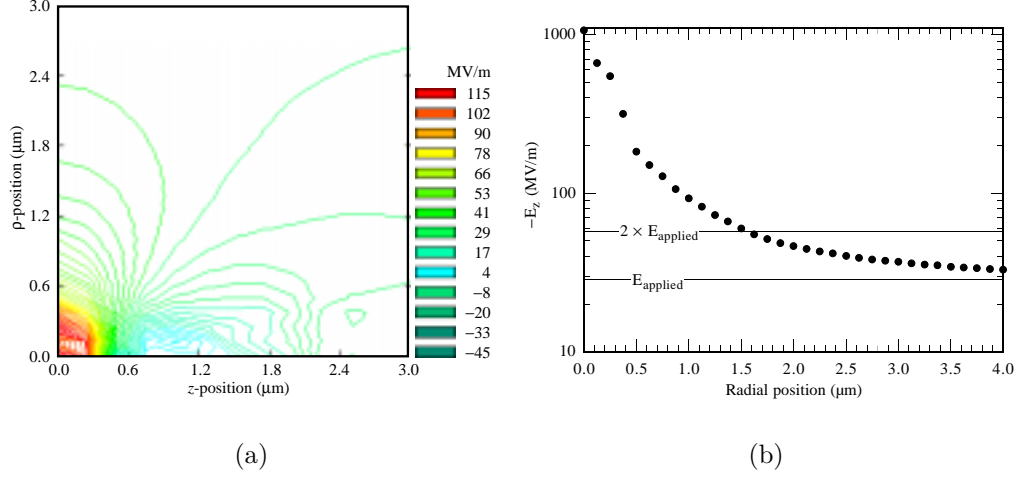 3.0
2.4
1.8
1.2
0.6
0.0
ρ-position (μm)
0.0 0.6 1.2 1.8 2.4 3.0
z-position (μm)
MV/m
115
102
90
78
66
53
41
29
17
4
−8
−20
−33
−45
(a)
1000
100
10
−E_z (MV/m)
2 × E_applied
E_applied
0.0 0.5 1.0 1.5 2.0 2.5 3.0 3.5 4.0
Radial position (μm)
(b)